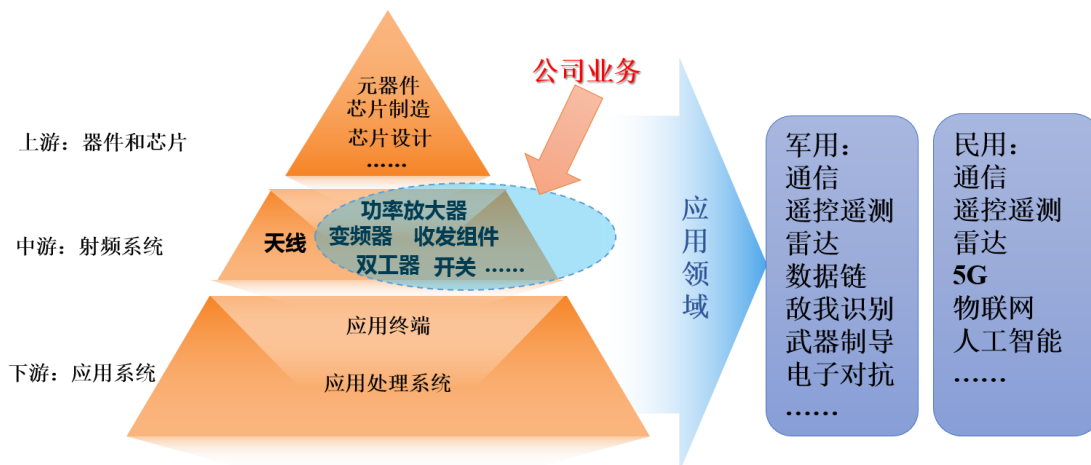 元器件
芯片制造
芯片设计
……
上游：器件和芯片
公司业务
中游：射频系统
天线
功率放大器
变频器 收发组件
双工器 开关 ……
下游：应用系统
应用终端
应用处理系统
应用领域
军用：
通信
遥控遥测
雷达
数据链
敌我识别
武器制导
电子对抗
……
民用：
通信
遥控遥测
雷达
5G
物联网
人工智能
……